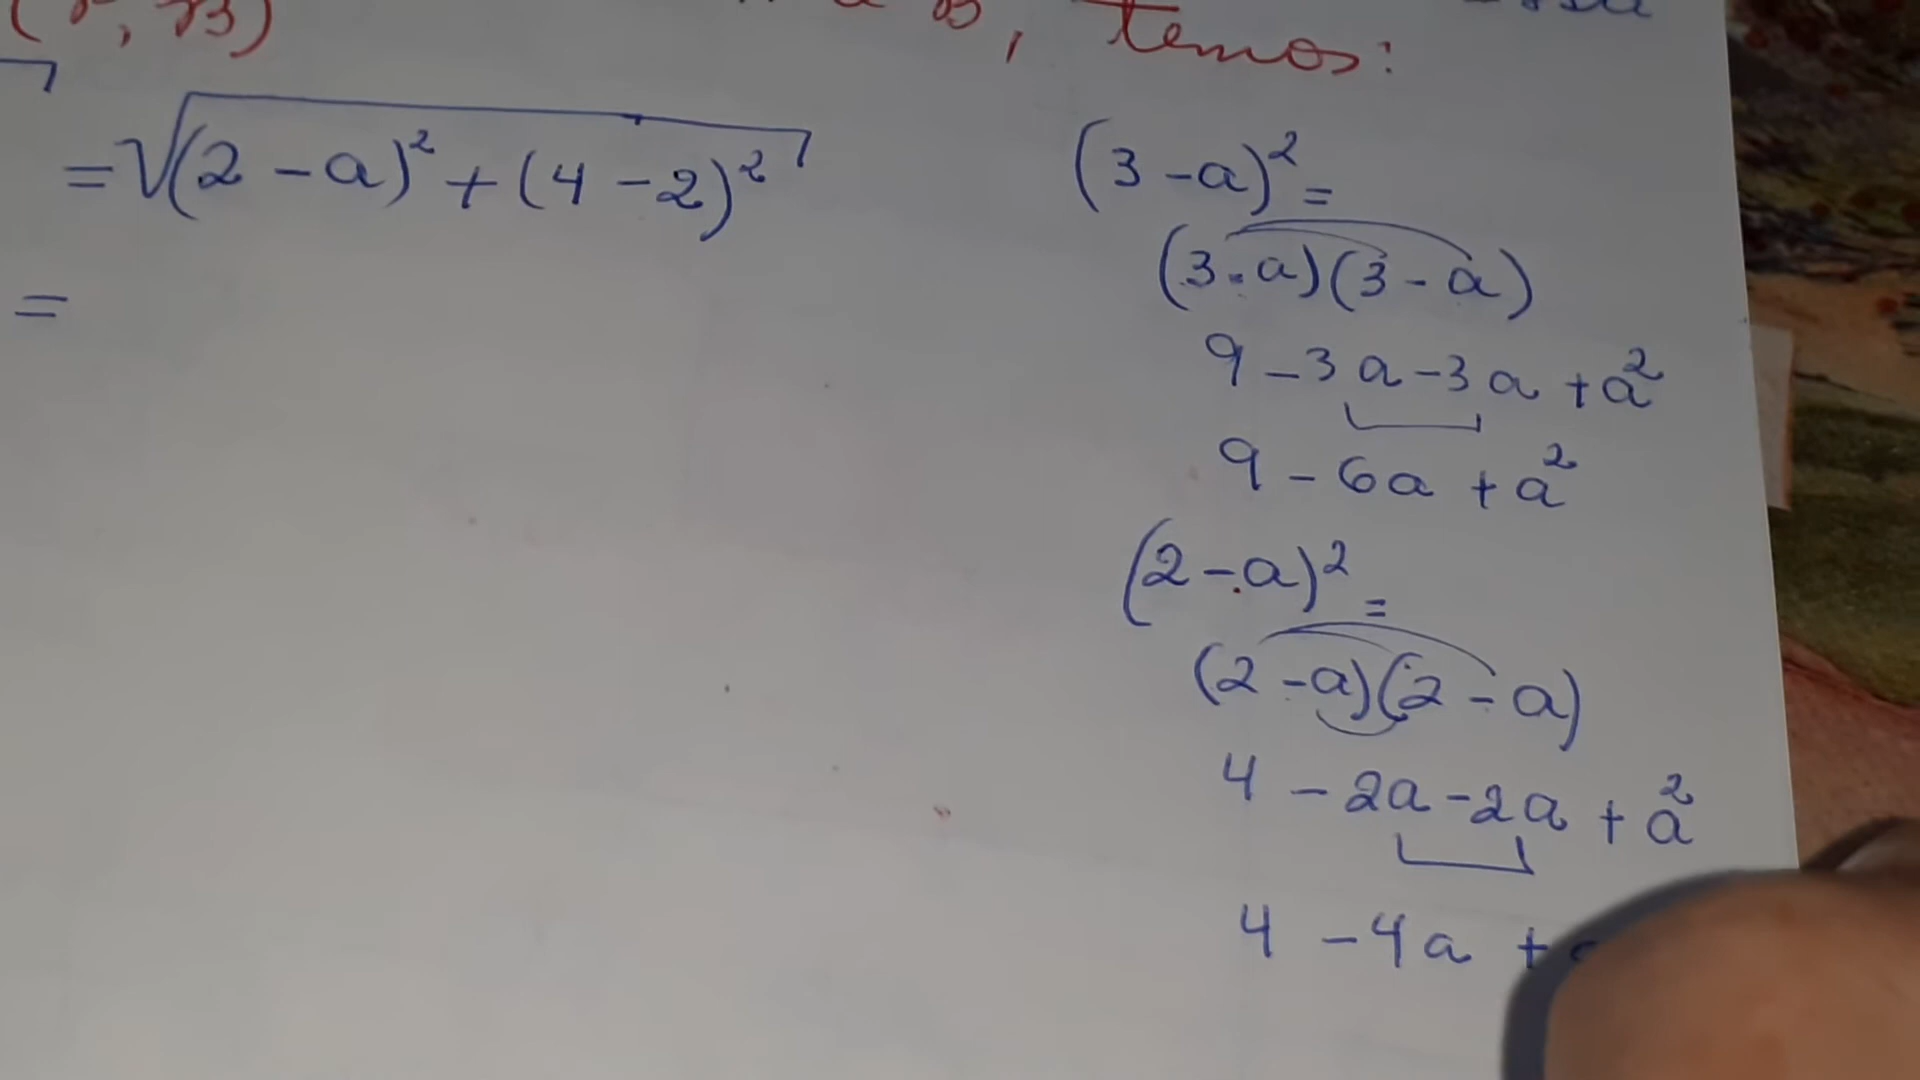 B, temos:
= √(2 - a)² + (4 - 2)²
=
(3 - a)² =
(3 - a)(3 - a)
9 - 3a - 3a + a²
9 - 6a + a²
(2 - a)² =
(2 - a)(2 - a)
4 - 2a - 2a + a²
4 - 4a +